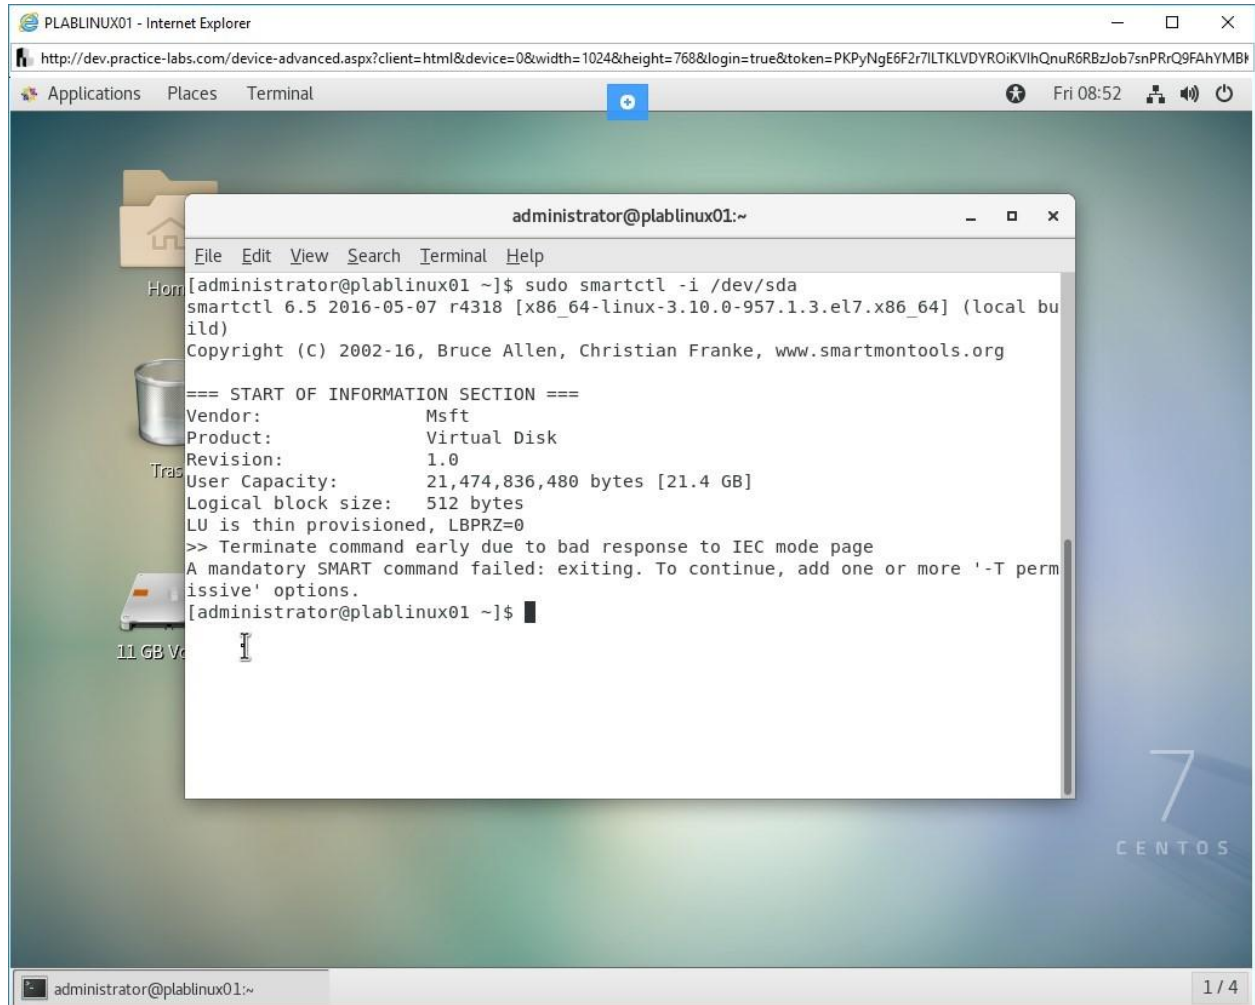 PLABLINUX01 - Internet Explorer
http://dev.practice-labs.com/device-advanced.aspx?client=html&device=0&width=1024&height=768&login=true&token=
Applications Places Terminal Fri 08:52
administrator@plablinux01:~
File Edit View Search Terminal Help
[administrator@plablinux01 ~]$ sudo smartctl -i /dev/sda
smartctl 6.5 2016-05-07 r4318 [x86_64-linux-3.10.0-957.1.3.el7.x86_64] (local bu
ild)
Copyright (C) 2002-16, Bruce Allen, Christian Franke, www.smartmontools.org
=== START OF INFORMATION SECTION ===
Vendor: Msft
Product: Virtual Disk
Revision: 1.0
User Capacity: 21,474,836,480 bytes [21.4 GB]
Logical block size: 512 bytes
LU is thin provisioned, LBPRZ=0
>> Terminate command early due to bad response to IEC mode page
A mandatory SMART command failed: exiting. To continue, add one or more '-T perm
issive' options.
[administrator@plablinux01 ~]$
Hom
Tras
11 GB Vo
7
CENTOS
administrator@plablinux01:~ 1 / 4